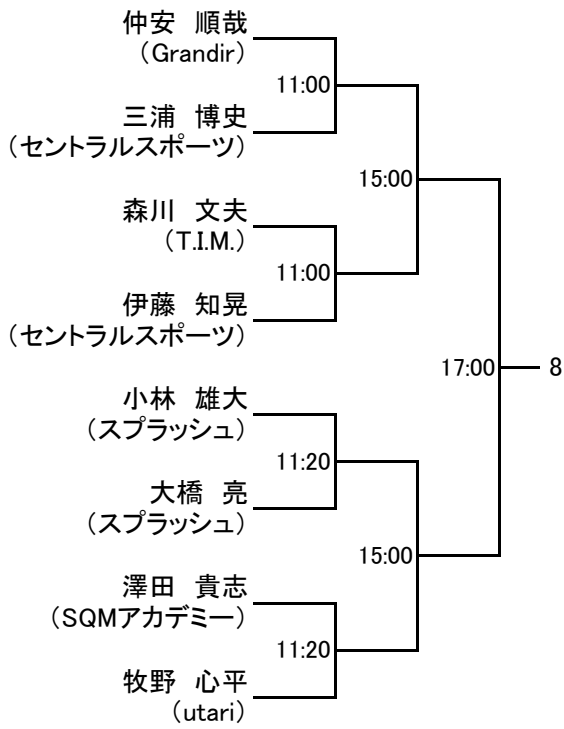 仲安　順哉
（Grandir）
11:00
三浦　博史
（セントラルスポーツ）
15:00
森川　文夫
（T.I.M.）
11:00
伊藤　知晃
（セントラルスポーツ）
17:00
8
小林　雄大
（スプラッシュ）
11:20
大橋　亮
（スプラッシュ）
15:00
澤田　貴志
（SQMアカデミー）
11:20
牧野　心平
（utari）